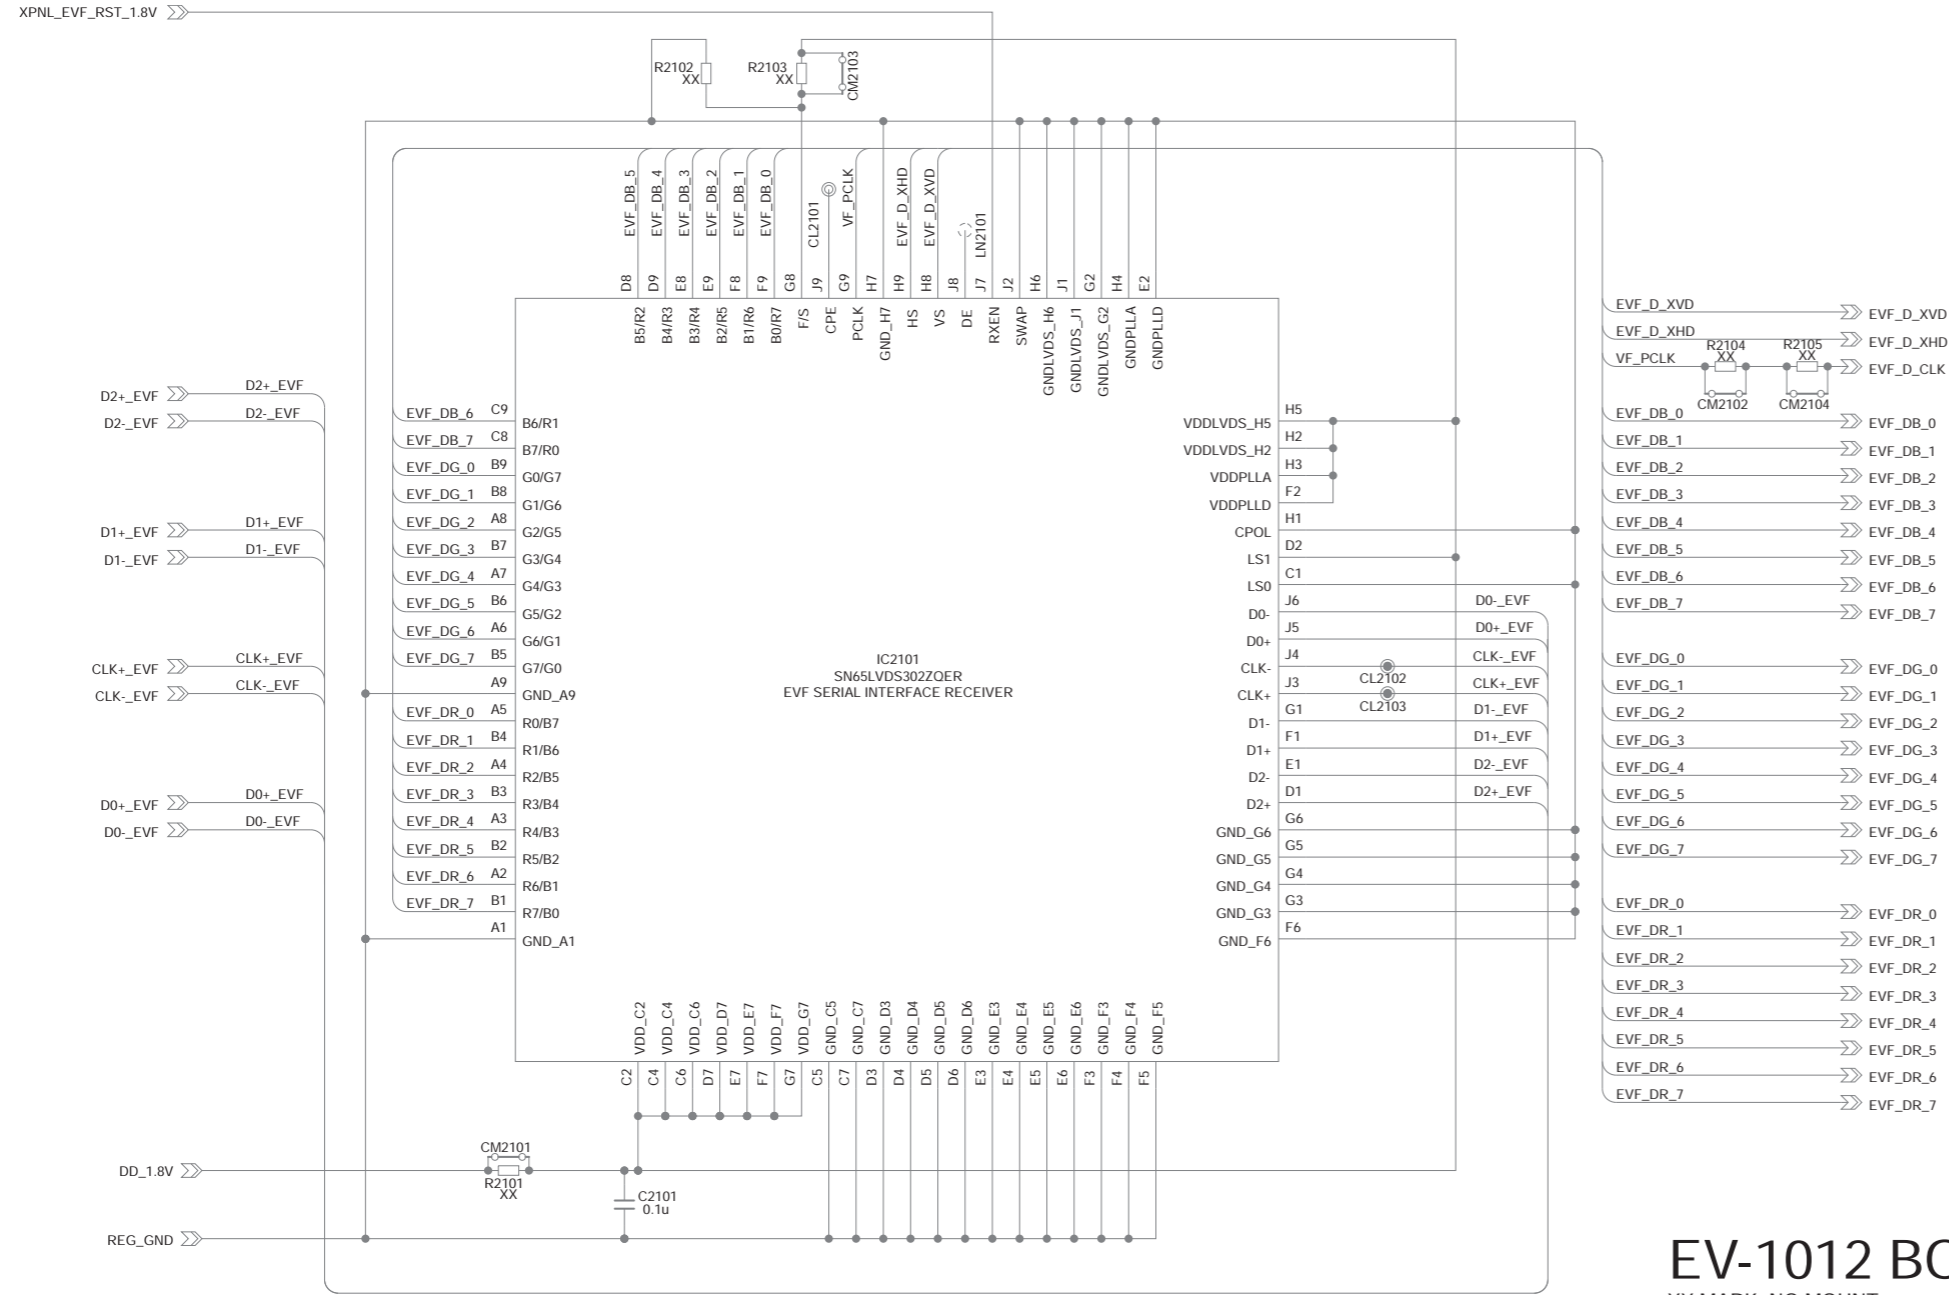 XPNL_EVF_RST_1.8V
R2102
XX
R2103
XX
CM2103
EVF_DB_5
EVF_DB_4
EVF_DB_3
EVF_DB_2
EVF_DB_1
EVF_DB_0
CL2101
VF_PCLK
EVF_D_XHD
EVF_D_XVD
LN2101
D8
D9
E8
E9
F8
F9
G8
J9
G9
H7
H9
H8
J8
J7
J2
H6
J1
G2
H4
E2
B5/R2
B4/R3
B3/R4
B2/R5
B1/R6
B0/R7
F/S
CPE
PCLK
GND_H7
HS
VS
DE
RXEN
SWAP
GNDLVDS_H6
GNDLVDS_J1
GNDLVDS_G2
GNDPLLA
GNDPLLD
D2+_EVF D2+_EVF
D2-_EVF D2-_EVF
D1+_EVF D1+_EVF
D1-_EVF D1-_EVF
CLK+_EVF CLK+_EVF
CLK-_EVF CLK-_EVF
D0+_EVF D0+_EVF
D0-_EVF D0-_EVF
EVF_DB_6 C9 B6/R1
EVF_DB_7 C8 B7/R0
EVF_DG_0 B9 G0/G7
EVF_DG_1 B8 G1/G6
EVF_DG_2 A8 G2/G5
EVF_DG_3 B7 G3/G4
EVF_DG_4 A7 G4/G3
EVF_DG_5 B6 G5/G2
EVF_DG_6 A6 G6/G1
EVF_DG_7 B5 G7/G0
A9 GND_A9
EVF_DR_0 A5 R0/B7
EVF_DR_1 B4 R1/B6
EVF_DR_2 A4 R2/B5
EVF_DR_3 B3 R3/B4
EVF_DR_4 A3 R4/B3
EVF_DR_5 B2 R5/B2
EVF_DR_6 A2 R6/B1
EVF_DR_7 B1 R7/B0
A1 GND_A1
IC2101
SN65LVDS302ZQER
EVF SERIAL INTERFACE RECEIVER
VDDLVDS_H5 H5
VDDLVDS_H2 H2
VDDPLLA H3
VDDPLLD F2
CPOL H1
LS1 D2
LS0 C1
D0- J6 D0-_EVF
D0+ J5 D0+_EVF
CLK- J4 CLK-_EVF
CL2102
CLK+ J3 CLK+_EVF
CL2103
D1- G1 D1-_EVF
D1+ F1 D1+_EVF
D2- E1 D2-_EVF
D2+ D1 D2+_EVF
GND_G6 G6
GND_G5 G5
GND_G4 G4
GND_G3 G3
GND_F6 F6
EVF_D_XVD EVF_D_XVD
EVF_D_XHD EVF_D_XHD
R2104
XX
R2105
XX
VF_PCLK EVF_D_CLK
CM2102
CM2104
EVF_DB_0 EVF_DB_0
EVF_DB_1 EVF_DB_1
EVF_DB_2 EVF_DB_2
EVF_DB_3 EVF_DB_3
EVF_DB_4 EVF_DB_4
EVF_DB_5 EVF_DB_5
EVF_DB_6 EVF_DB_6
EVF_DB_7 EVF_DB_7
EVF_DG_0 EVF_DG_0
EVF_DG_1 EVF_DG_1
EVF_DG_2 EVF_DG_2
EVF_DG_3 EVF_DG_3
EVF_DG_4 EVF_DG_4
EVF_DG_5 EVF_DG_5
EVF_DG_6 EVF_DG_6
EVF_DG_7 EVF_DG_7
EVF_DR_0 EVF_DR_0
EVF_DR_1 EVF_DR_1
EVF_DR_2 EVF_DR_2
EVF_DR_3 EVF_DR_3
EVF_DR_4 EVF_DR_4
EVF_DR_5 EVF_DR_5
EVF_DR_6 EVF_DR_6
EVF_DR_7 EVF_DR_7
VDD_C2
VDD_C4
VDD_C6
VDD_D7
VDD_E7
VDD_F7
VDD_G7
GND_C5
GND_C7
GND_D3
GND_D4
GND_D5
GND_D6
GND_E3
GND_E4
GND_E5
GND_E6
GND_F3
GND_F4
GND_F5
C2
C4
C6
D7
E7
F7
G7
C5
C7
D3
D4
D5
D6
E3
E4
E5
E6
F3
F4
F5
DD_1.8V
CM2101
R2101
XX
C2101
0.1u
REG_GND
EV-1012